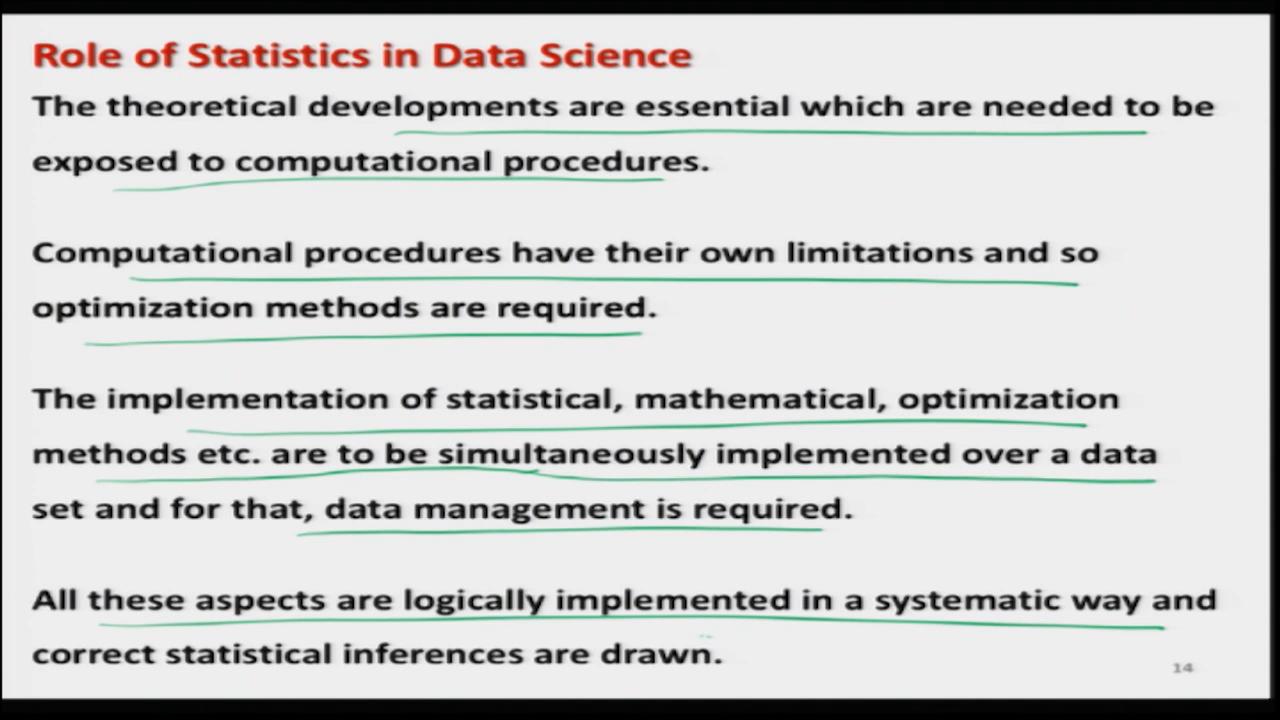 Role of Statistics in Data Science
The theoretical developments are essential which are needed to be
exposed to computational procedures.
Computational procedures have their own limitations and so
optimization methods are required.
The implementation of statistical, mathematical, optimization
methods etc. are to be simultaneously implemented over a data
set and for that, data management is required.
All these aspects are logically implemented in a systematic way and
correct statistical inferences are drawn.
14